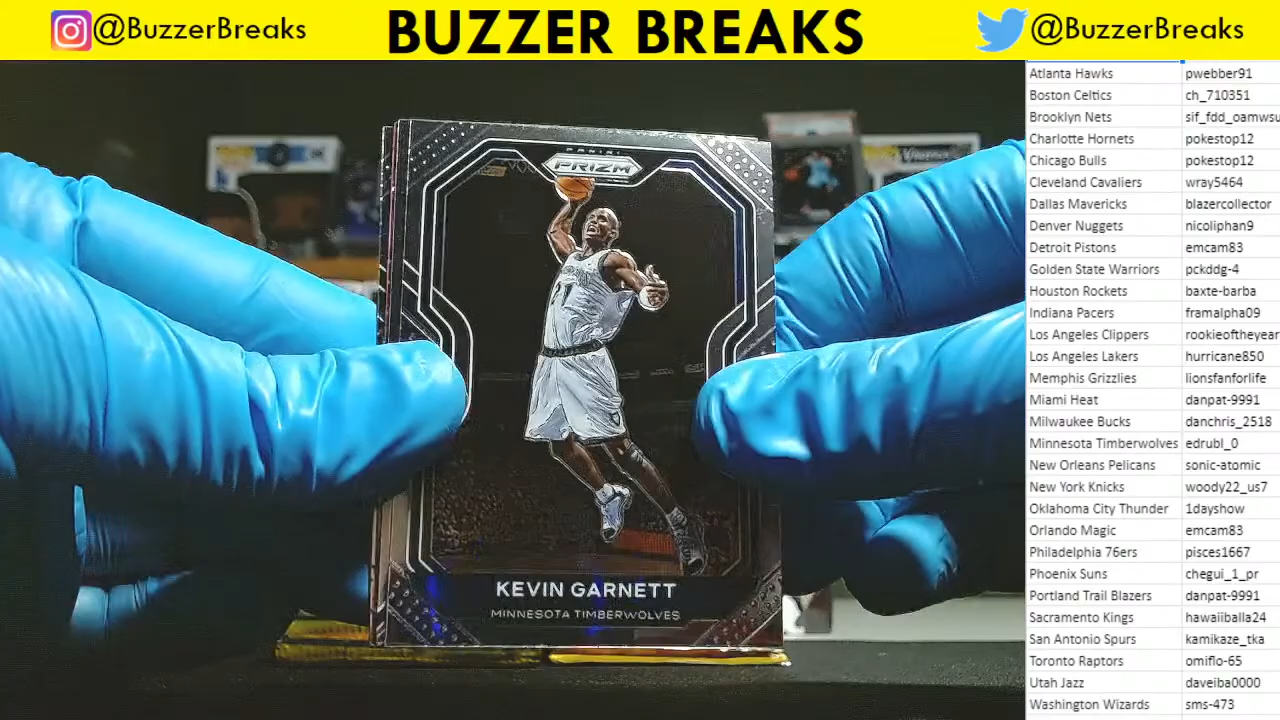 @BuzzerBreaks
BUZZER BREAKS
@BuzzerBreaks
PANINI
PRIZM
KEVIN GARNETT
MINNESOTA TIMBERWOLVES
Atlanta Hawks pwebber91
Boston Celtics ch_710351
Brooklyn Nets sif_fdd_oamwsu
Charlotte Hornets pokestop12
Chicago Bulls pokestop12
Cleveland Cavaliers wray5464
Dallas Mavericks blazercollector
Denver Nuggets nicoliphan9
Detroit Pistons emcam83
Golden State Warriors pckddg-4
Houston Rockets baxte-barba
Indiana Pacers framalpha09
Los Angeles Clippers rookieoftheyear
Los Angeles Lakers hurricane850
Memphis Grizzlies lionsfanforlife
Miami Heat danpat-9991
Milwaukee Bucks danchris_2518
Minnesota Timberwolves edrubl_0
New Orleans Pelicans sonic-atomic
New York Knicks woody22_us7
Oklahoma City Thunder 1dayshow
Orlando Magic emcam83
Philadelphia 76ers pisces1667
Phoenix Suns chegui_1_pr
Portland Trail Blazers danpat-9991
Sacramento Kings hawaiiballa24
San Antonio Spurs kamikaze_tka
Toronto Raptors omiflo-65
Utah Jazz daveiba0000
Washington Wizards sms-473